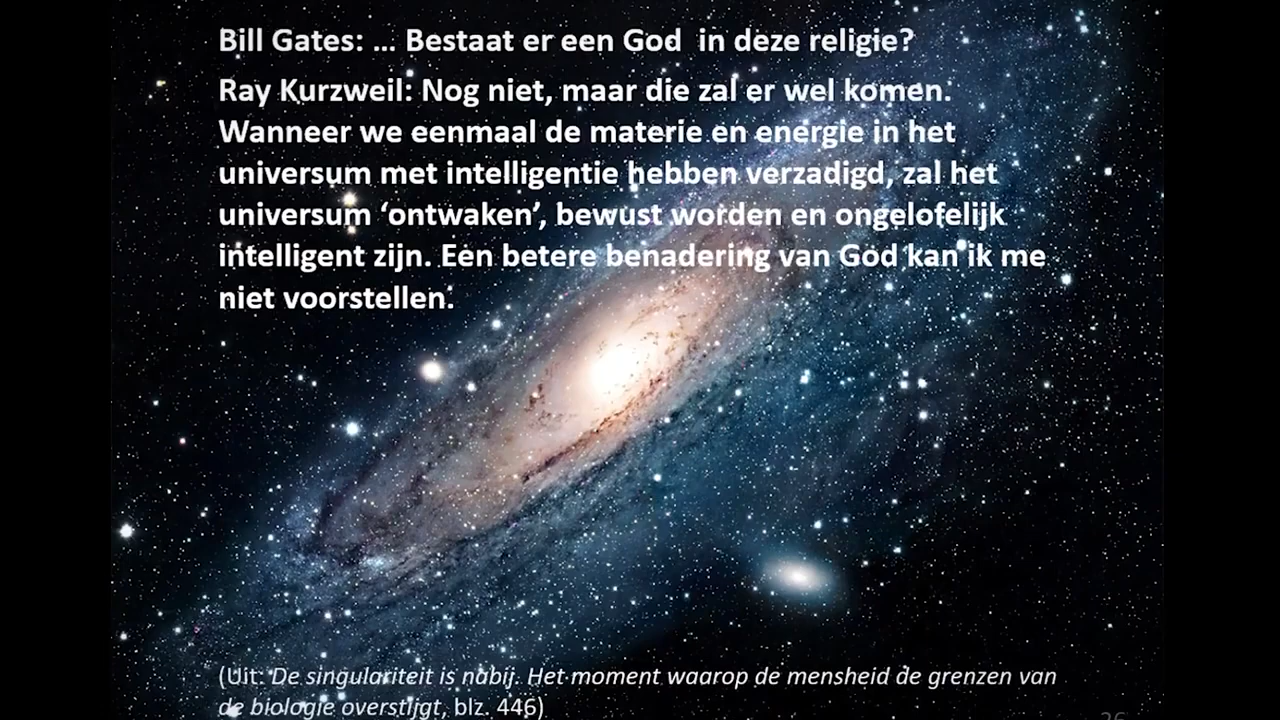 Bill Gates: ... Bestaat er een God in deze religie?
Ray Kurzweil: Nog niet, maar die zal er wel komen.
Wanneer we eenmaal de materie en energie in het
universum met intelligentie hebben verzadigd, zal het
universum ‘ontwaken’, bewust worden en ongelofelijk
intelligent zijn. Een betere benadering van God kan ik me
niet voorstellen.
(Uit: De singulariteit is nabij. Het moment waarop de mensheid de grenzen van
de biologie overstijgt, blz. 446)